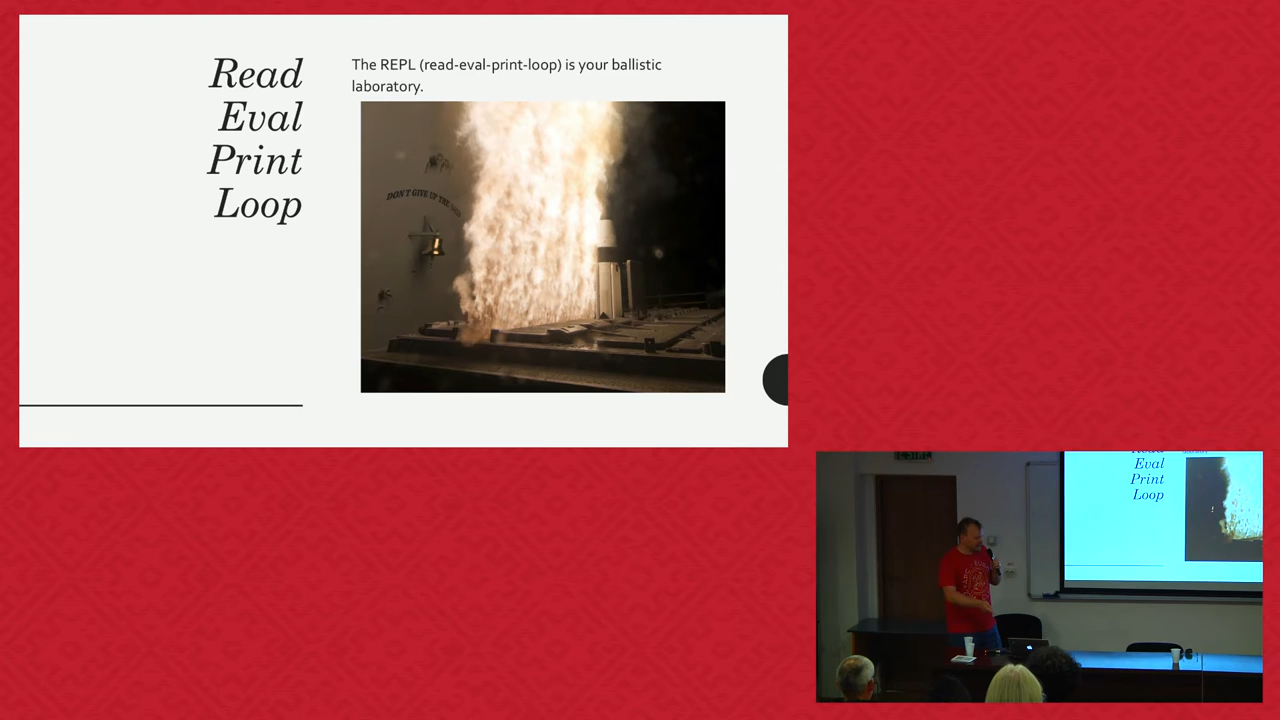 Read
Eval
Print
Loop
The REPL (read-eval-print-loop) is your ballistic
laboratory.
DON'T GIVE UP THE SHIP
IESIRE
Read
Eval
Print
Loop